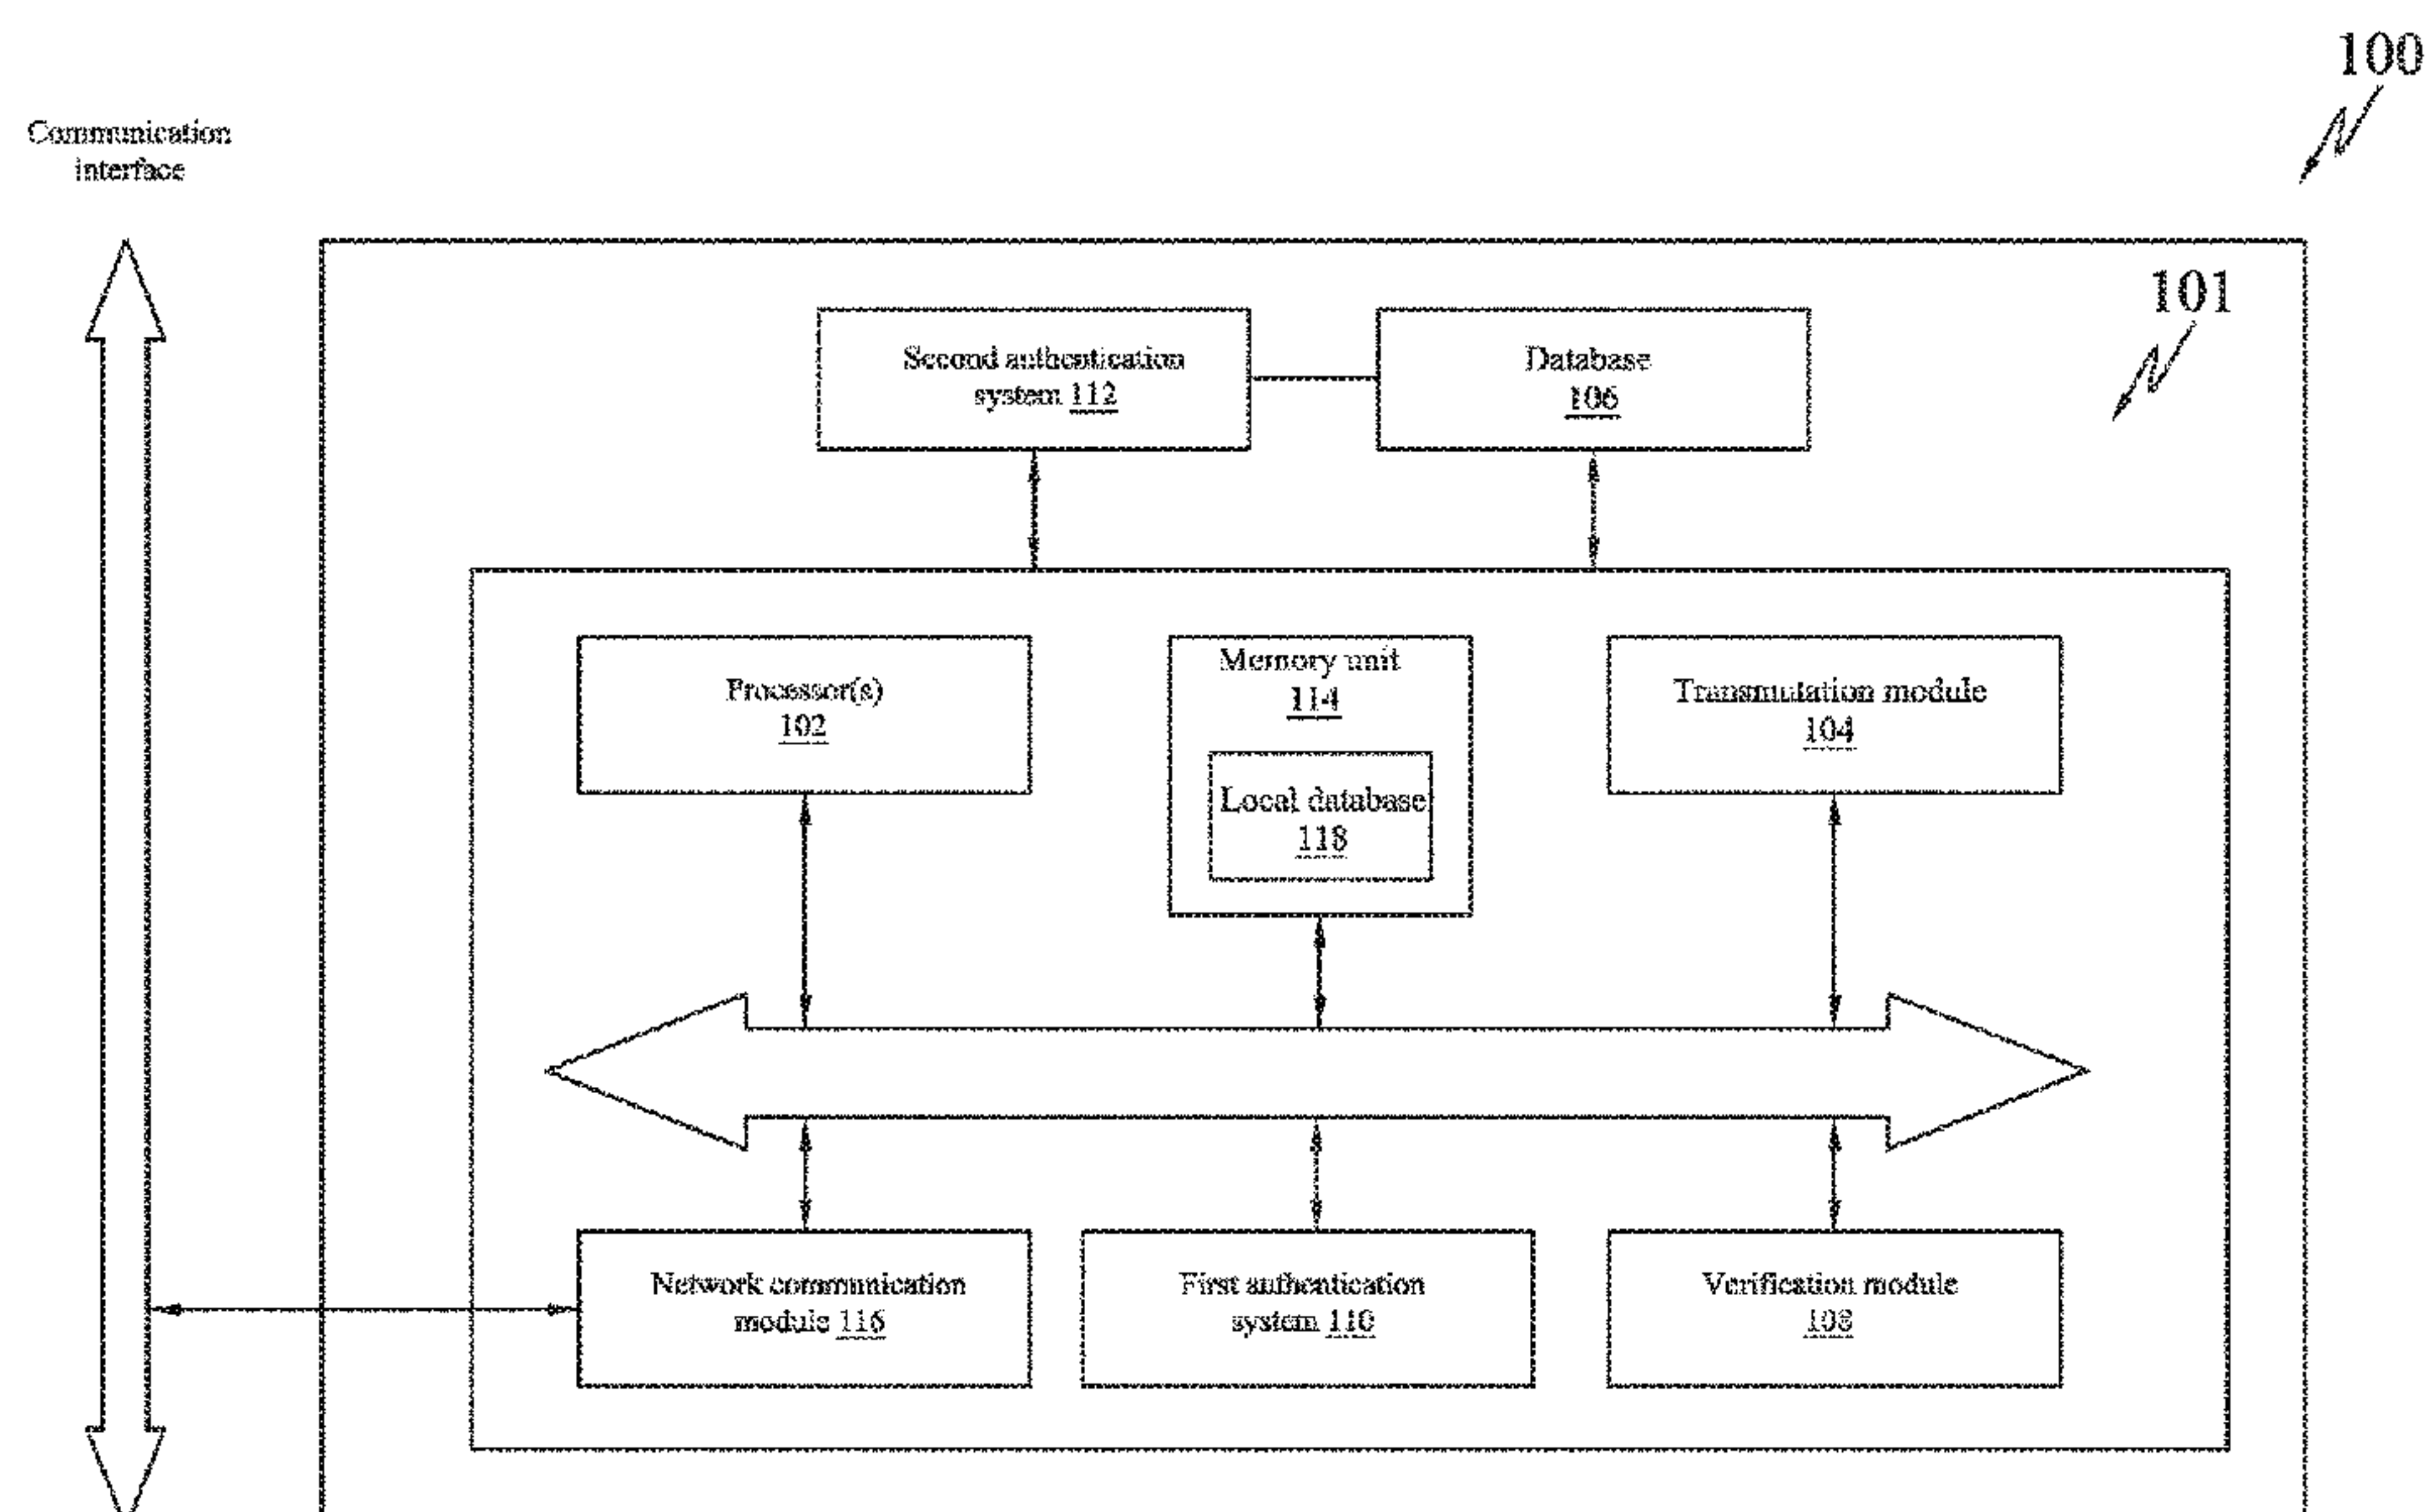 100
Communication
interface
101
Second authentication
system 112
Database
106
Processor(s)
102
Memory unit
114
Local database
118
Transmutation module
104
Network communication
module 116
First authentication
system 110
Verification module
108